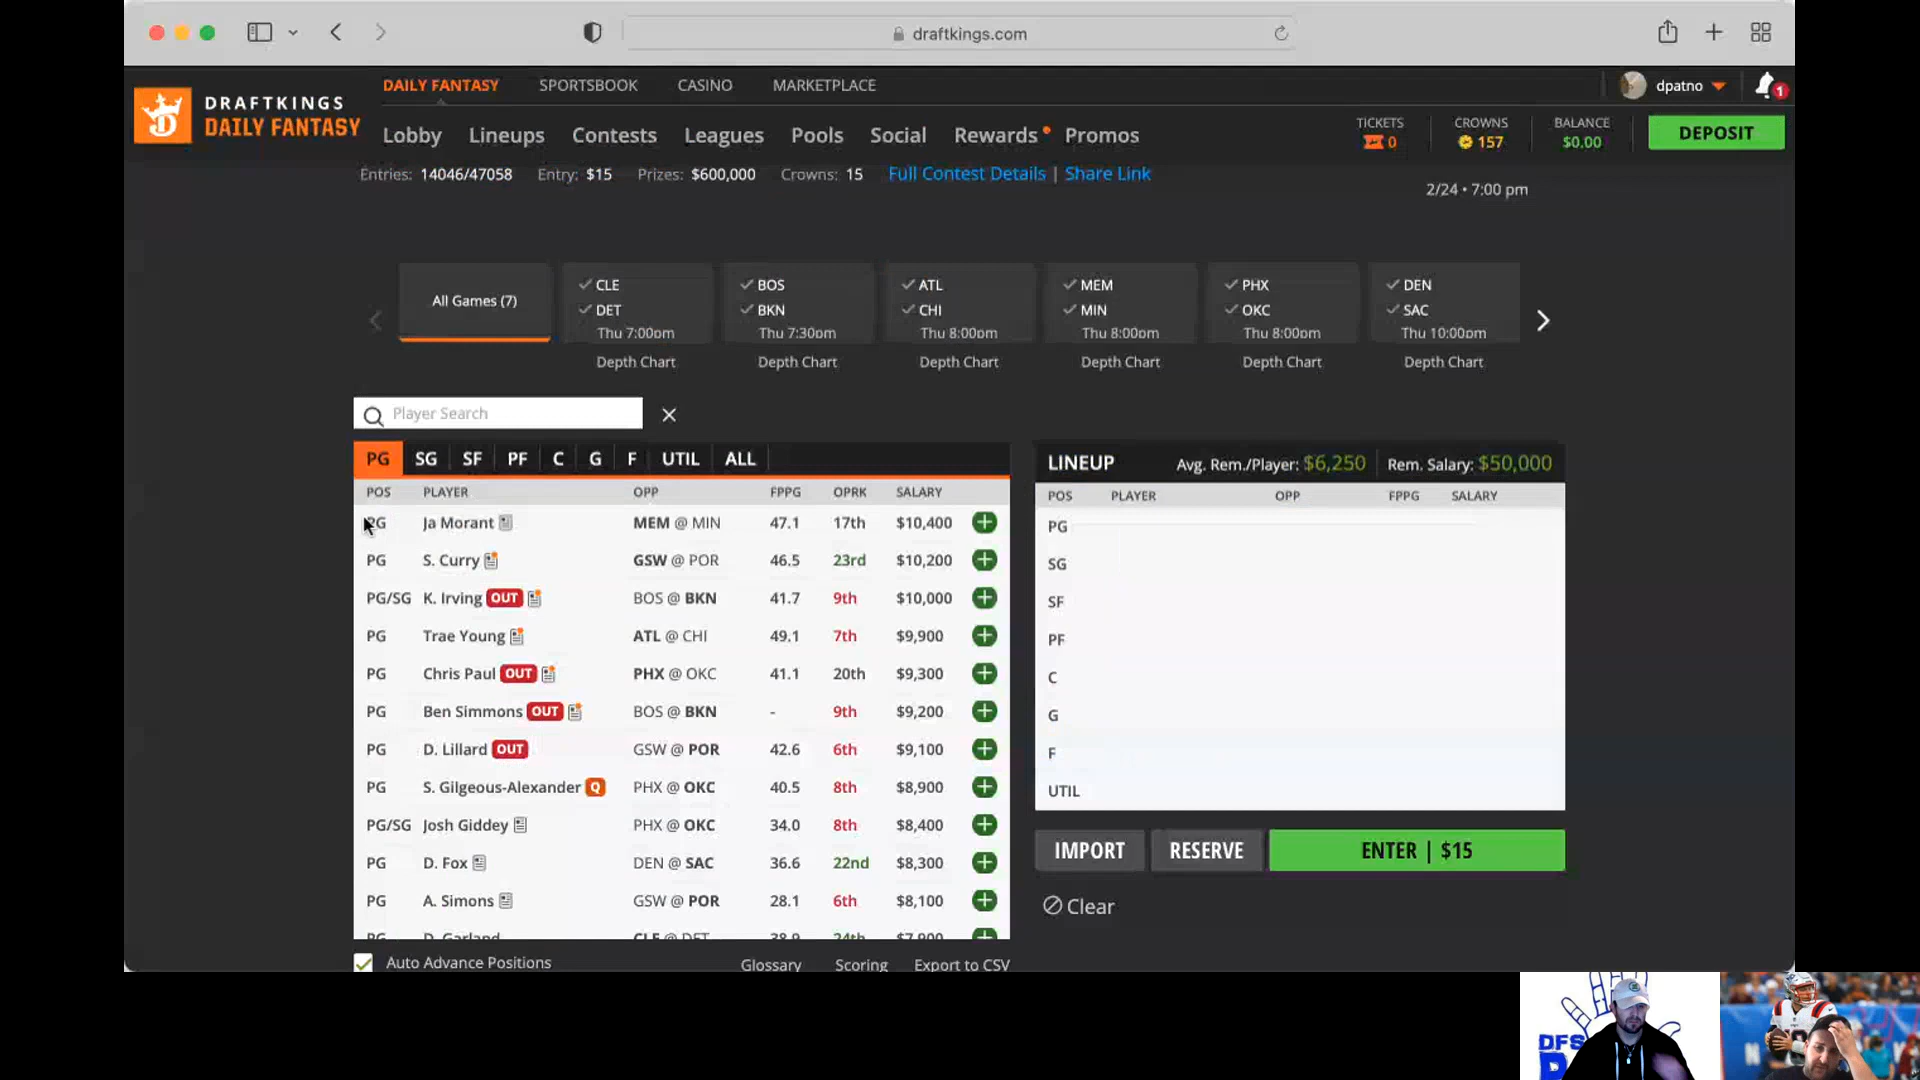 draftkings.com
DRAFTKINGS
DAILY FANTASY
DAILY FANTASY SPORTSBOOK CASINO MARKETPLACE
dpatno
1
Lobby Lineups Contests Leagues Pools Social Rewards Promos
TICKETS
0
CROWNS
157
BALANCE
$0.00
DEPOSIT
Entries: 14046/47058 Entry: $15 Prizes: $600,000 Crowns: 15 Full Contest Details | Share Link
2/24 • 7:00 pm
All Games (7)
CLE
DET
Thu 7:00pm
Depth Chart
BOS
BKN
Thu 7:30pm
Depth Chart
ATL
CHI
Thu 8:00pm
Depth Chart
MEM
MIN
Thu 8:00pm
Depth Chart
PHX
OKC
Thu 8:00pm
Depth Chart
DEN
SAC
Thu 10:00pm
Depth Chart
Player Search
PG SG SF PF C G F UTIL ALL
POS PLAYER OPP FPPG OPRK SALARY
PG Ja Morant MEM @ MIN 47.1 17th $10,400
PG S. Curry GSW @ POR 46.5 23rd $10,200
PG/SG K. Irving OUT BOS @ BKN 41.7 9th $10,000
PG Trae Young ATL @ CHI 49.1 7th $9,900
PG Chris Paul OUT PHX @ OKC 41.1 20th $9,300
PG Ben Simmons OUT BOS @ BKN - 9th $9,200
PG D. Lillard OUT GSW @ POR 42.6 6th $9,100
PG S. Gilgeous-Alexander Q PHX @ OKC 40.5 8th $8,900
PG/SG Josh Giddey PHX @ OKC 34.0 8th $8,400
PG D. Fox DEN @ SAC 36.6 22nd $8,300
PG A. Simons GSW @ POR 28.1 6th $8,100
PG D. Garland CLE @ DET 38.9 24th $7,900
Auto Advance Positions Glossary Scoring Export to CSV
LINEUP Avg. Rem./Player: $6,250 Rem. Salary: $50,000
POS PLAYER OPP FPPG SALARY
PG
SG
SF
PF
C
G
F
UTIL
IMPORT RESERVE ENTER | $15
Clear
DFS